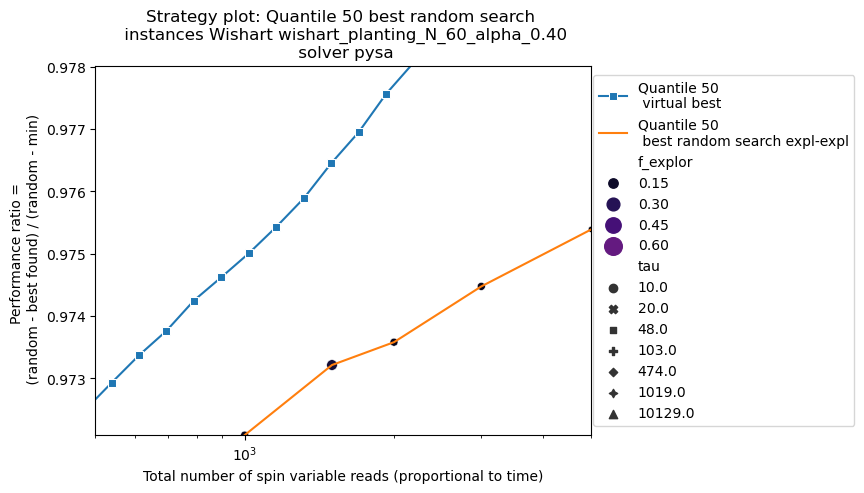 Strategy plot: Quantile 50 best random search
instances Wishart wishart_planting_N_60_alpha_0.40
solver pysa
Performance ratio =
(random - best found) / (random - min)
0.978
0.977
0.976
0.975
0.974
0.973
10^3
Total number of spin variable reads (proportional to time)
Quantile 50
virtual best
Quantile 50
best random search expl-expl
f_explor
0.15
0.30
0.45
0.60
tau
10.0
20.0
48.0
103.0
474.0
1019.0
10129.0